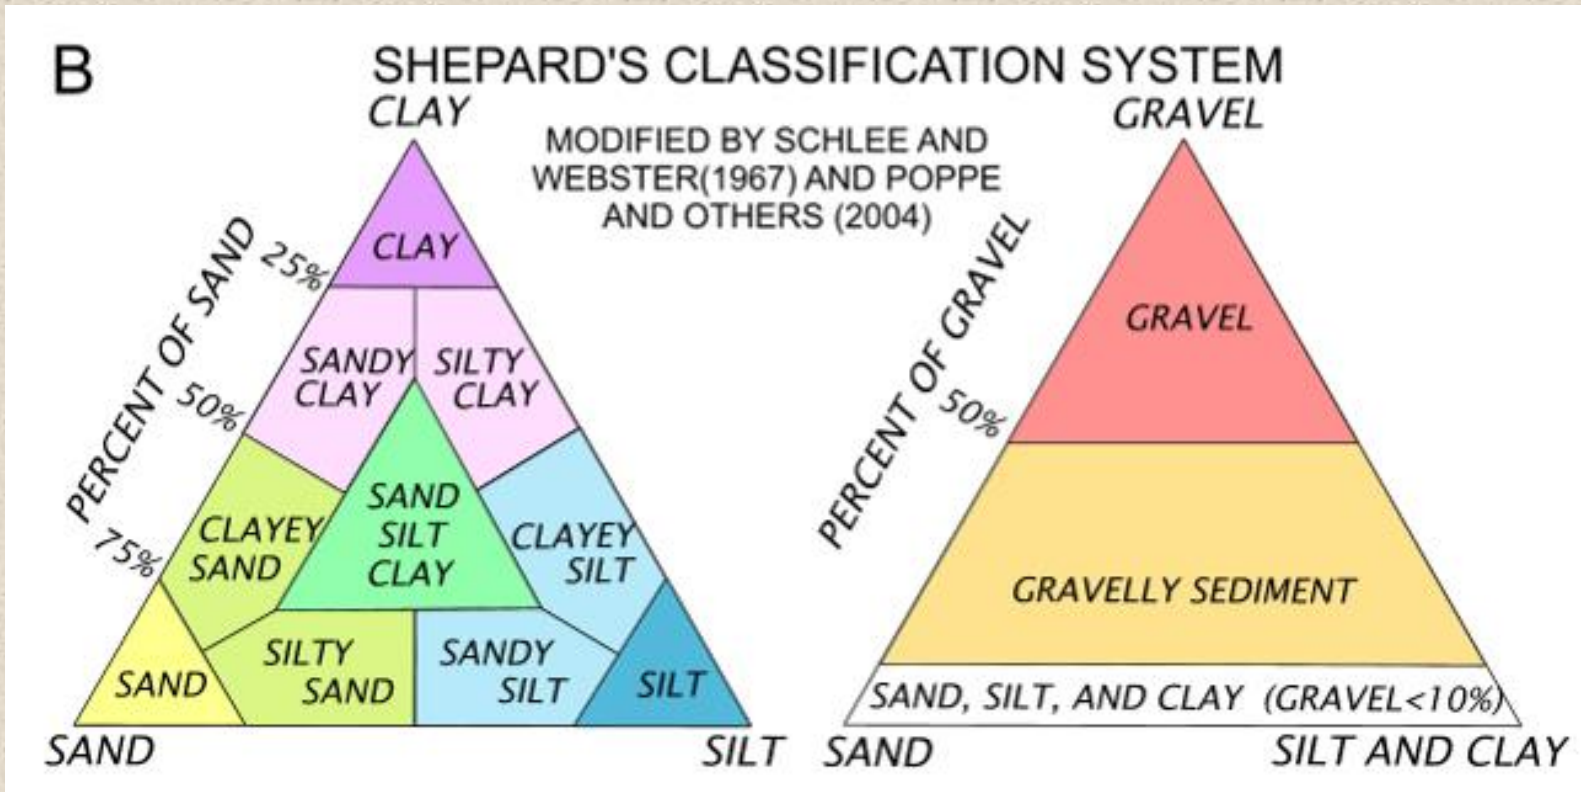 B
SHEPARD'S CLASSIFICATION SYSTEM
CLAY
MODIFIED BY SCHLEE AND
WEBSTER(1967) AND POPPE
AND OTHERS (2004)
PERCENT OF SAND
25%
50%
75%
CLAY
SANDY
CLAY
SILTY
CLAY
SAND
SILT
CLAY
CLAYEY
SAND
CLAYEY
SILT
SAND
SILTY
SAND
SANDY
SILT
SILT
SAND
SILT
GRAVEL
PERCENT OF GRAVEL
50%
GRAVEL
GRAVELLY SEDIMENT
SAND, SILT, AND CLAY (GRAVEL<10%)
SAND
SILT AND CLAY